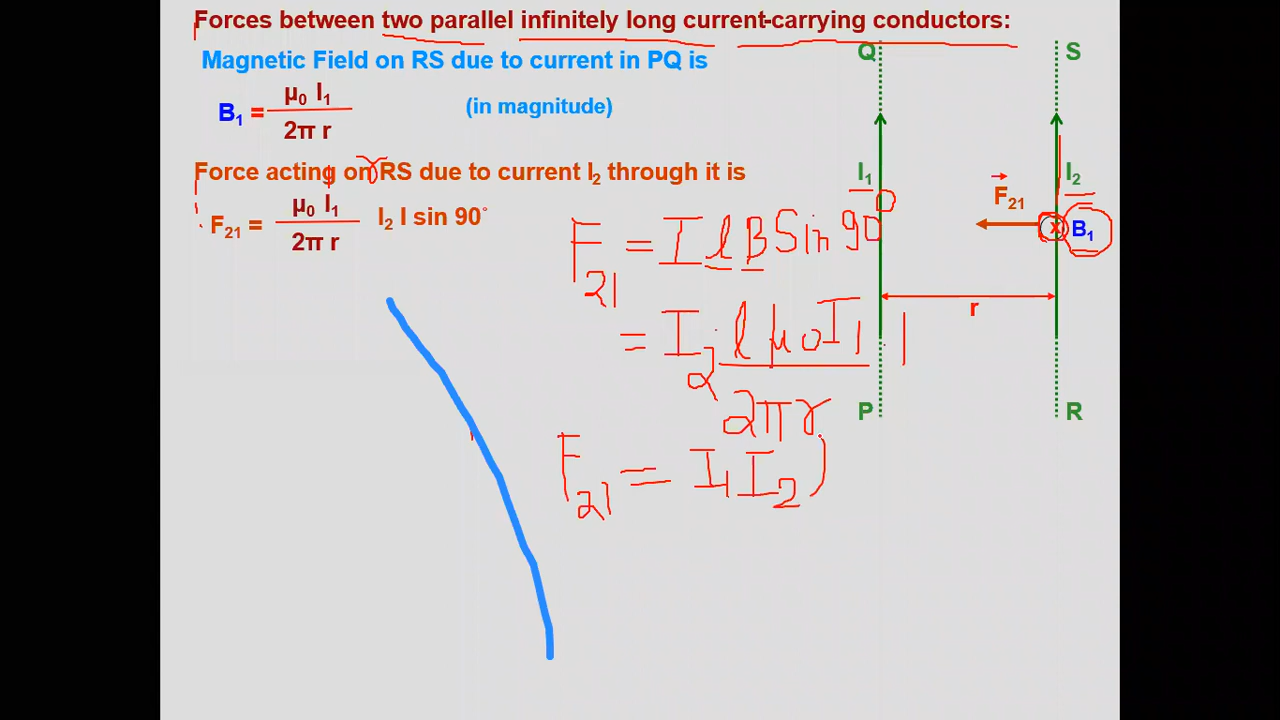 Forces between two parallel infinitely long current-carrying conductors:
Magnetic Field on RS due to current in PQ is
B₁ = μ₀ I₁ / 2π r (in magnitude)
Force acting on RS due to current I₂ through it is
F₂₁ = μ₀ I₁ / 2π r I₂ l sin 90˚
F₂₁ = I l B Sin 90⁰
= I₂ l μ₀ I₁ / 2πr
F₂₁ = I₁ I₂
Q S
I₁ I₂
F₂₁
x B₁
r
P R